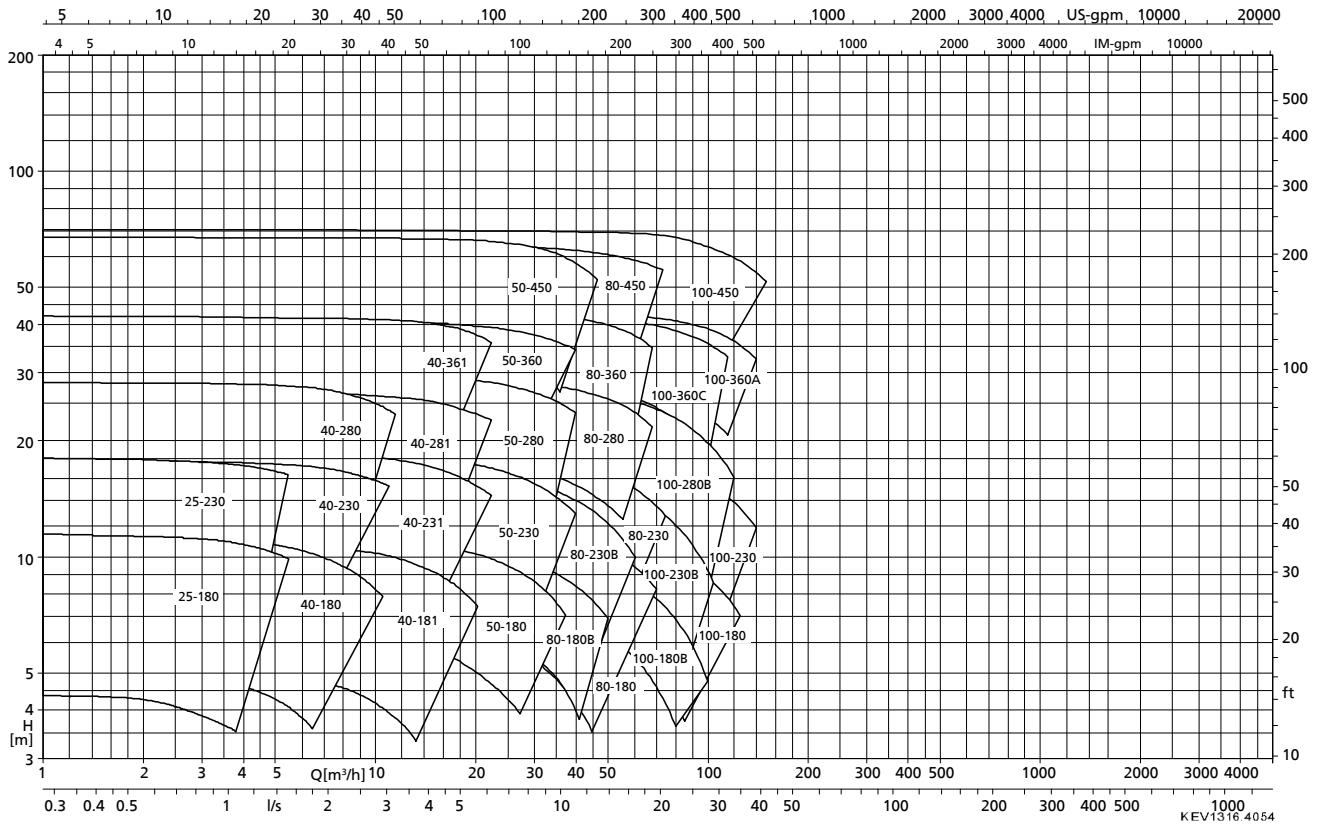 5 10 20 30 40 50 100 200 300 400 500 1000 2000 3000 4000 US-gpm 10000 20000
4 5 10 20 30 40 50 100 200 300 400 500 1000 2000 3000 4000 IM-gpm 10000
200
500
400
100
300
200
50-450 80-450 100-450
50
40
40-361 50-360 80-360 100-360A
100
30
100-360C
40-280 40-281 50-280 80-280
20
100-280B
50
25-230 40-230 40-231 50-230 80-230
40
80-230B 100-230
10
100-230B
30
25-180 40-180 40-181 50-180 80-180B 100-180
20
100-180B
5
80-180
ft
4
H
[m]
3
10
1 2 3 4 5 Q[m³/h] 10 20 30 40 50 100 200 300 400 500 1000 2000 3000 4000
0.3 0.4 0.5 1 l/s 2 3 4 5 10 20 30 40 50 100 200 300 400 500 1000
KEV1316.4054